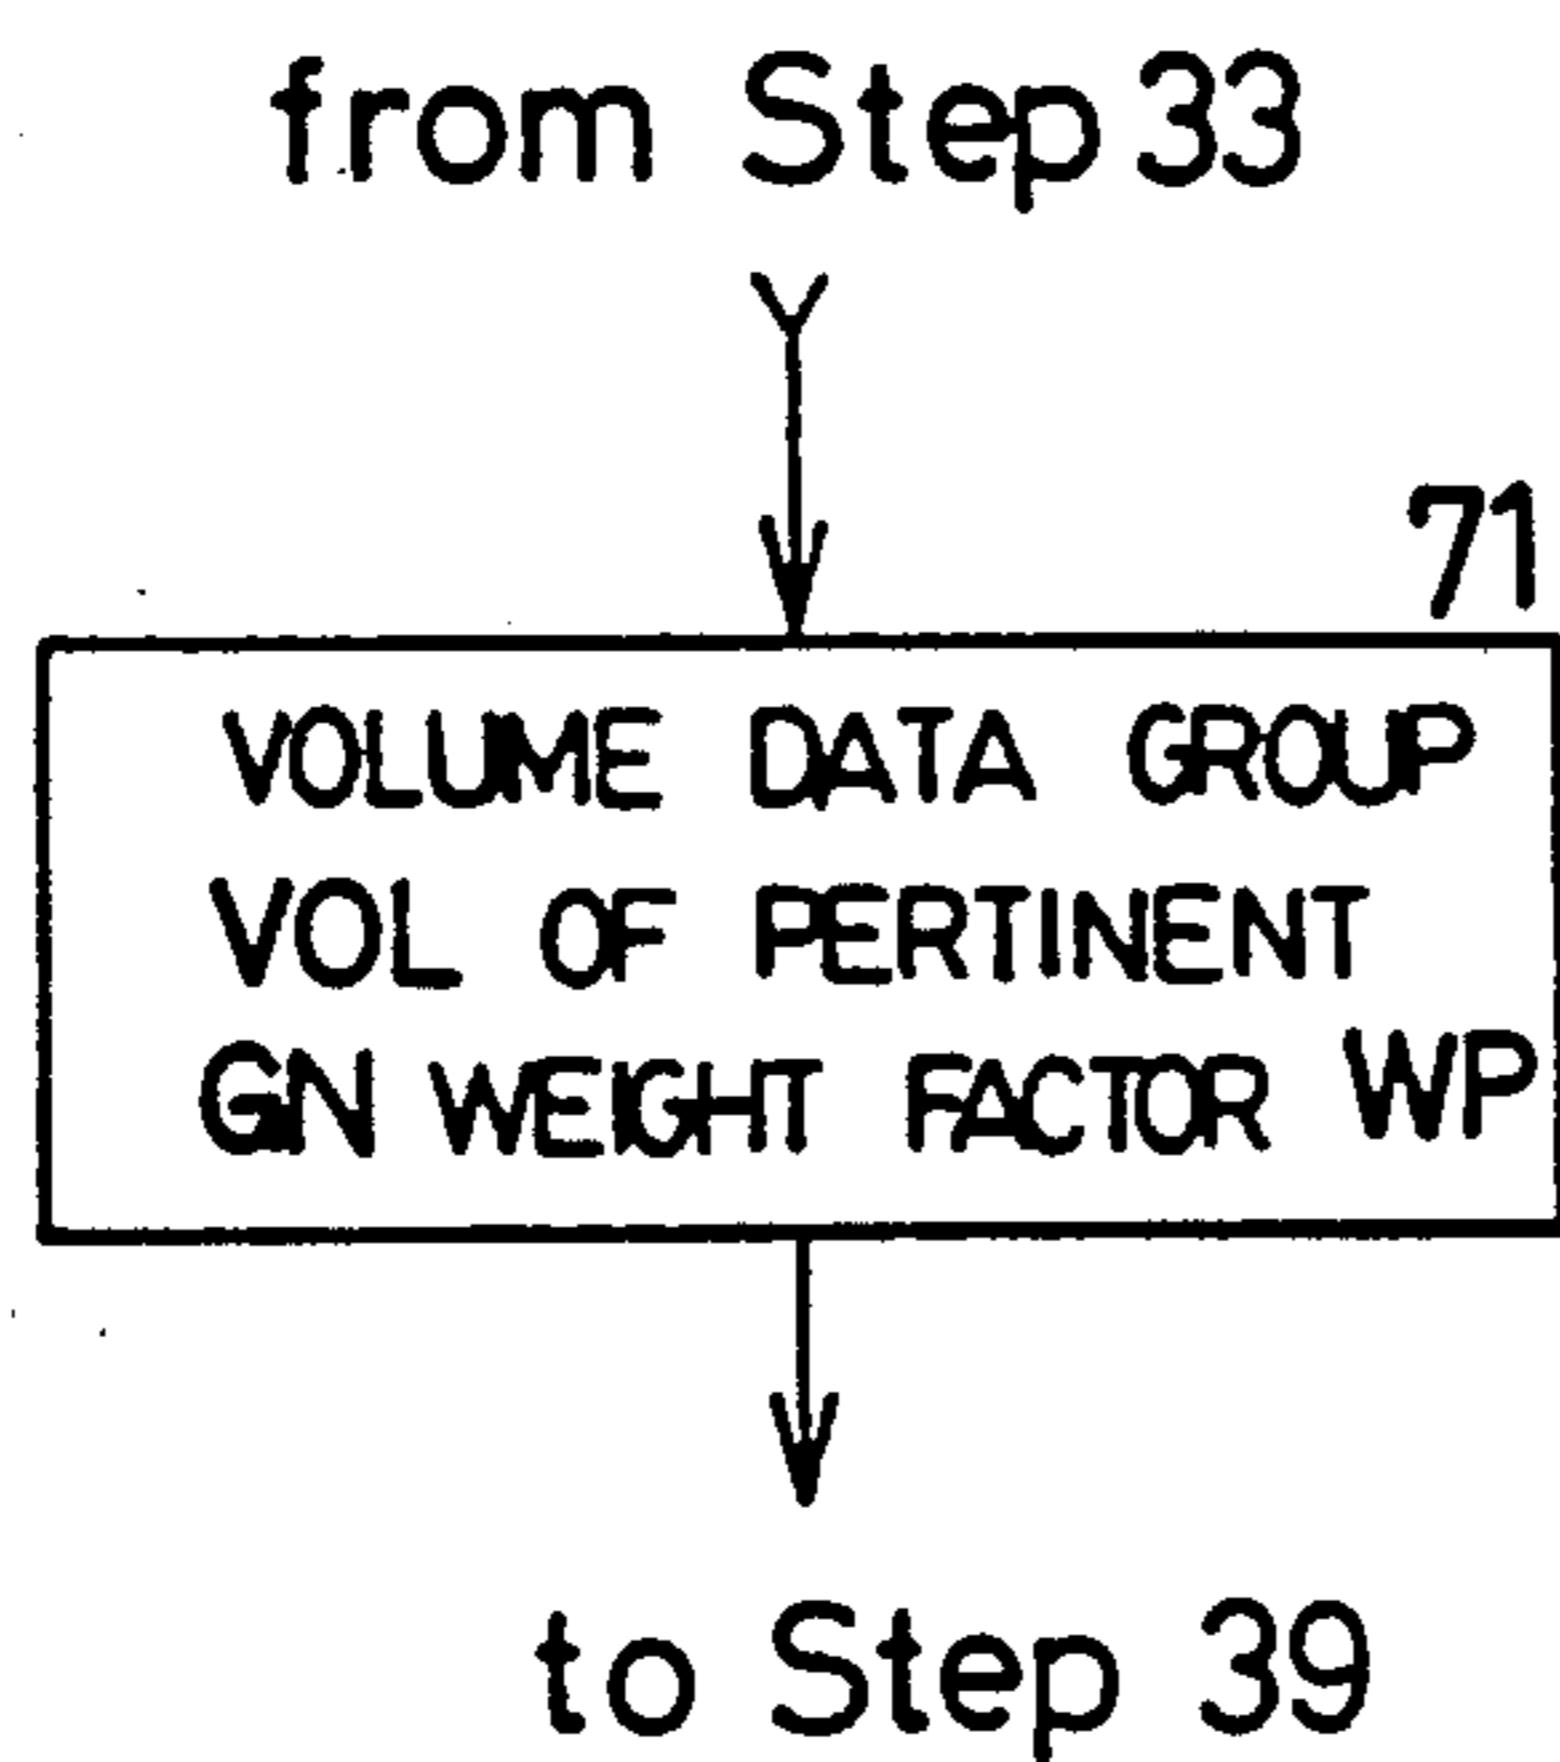 from Step 33
71
VOLUME DATA GROUP
VOL OF PERTINENT
GN WEIGHT FACTOR WP
to Step 39